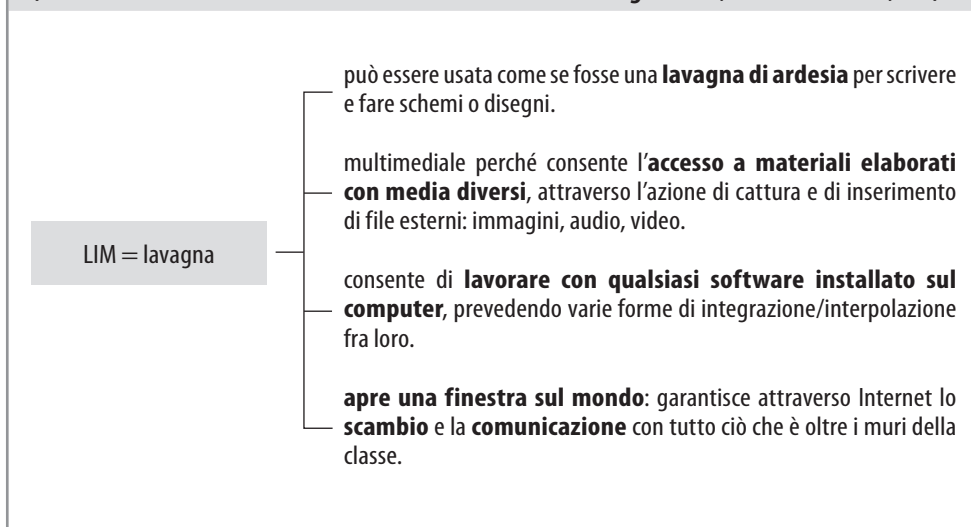 può essere usata come se fosse una lavagna di ardesia per scrivere
e fare schemi o disegni.
multimediale perché consente l'accesso a materiali elaborati
con media diversi, attraverso l'azione di cattura e di inserimento
di file esterni: immagini, audio, video.
LIM = lavagna
consente di lavorare con qualsiasi software installato sul
computer, prevedendo varie forme di integrazione/interpolazione
fra loro.
apre una finestra sul mondo: garantisce attraverso Internet lo
scambio e la comunicazione con tutto ciò che è oltre i muri della
classe.